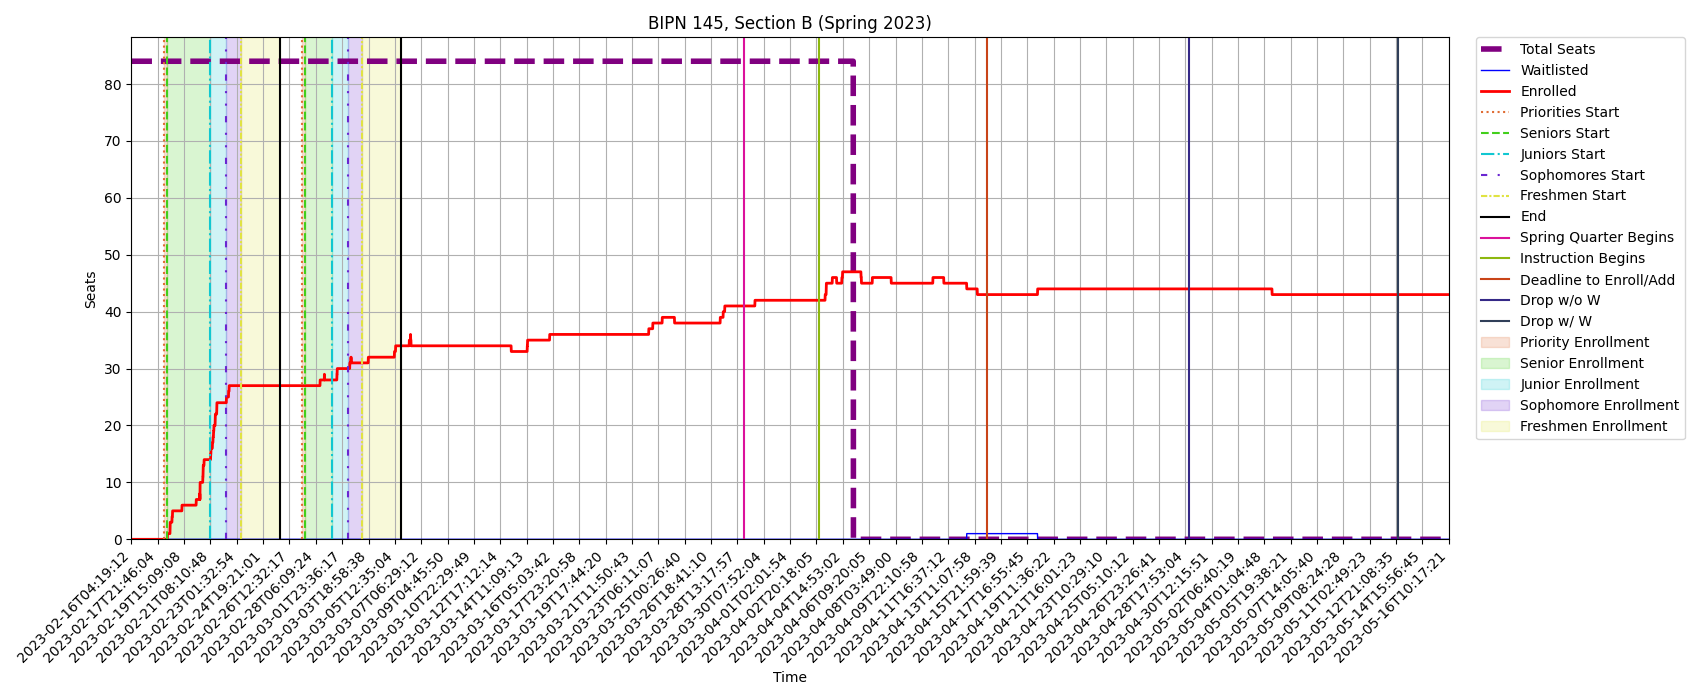 BIPN 145, Section B (Spring 2023)
Seats
80
70
60
50
40
30
20
10
0
2023-02-16T04:19:12
2023-02-17T21:46:04
2023-02-19T15:09:08
2023-02-21T08:10:48
2023-02-23T01:32:54
2023-02-24T19:21:01
2023-02-26T12:32:17
2023-02-28T06:09:24
2023-03-01T23:36:17
2023-03-03T18:58:38
2023-03-05T12:35:04
2023-03-07T06:29:12
2023-03-09T04:45:50
2023-03-10T22:29:49
2023-03-12T17:12:14
2023-03-14T11:09:13
2023-03-16T05:03:42
2023-03-17T23:20:58
2023-03-19T17:44:20
2023-03-21T11:50:43
2023-03-23T06:11:07
2023-03-25T00:26:40
2023-03-26T18:41:10
2023-03-28T13:17:57
2023-03-30T07:52:04
2023-04-01T02:01:54
2023-04-02T20:18:05
2023-04-04T14:53:02
2023-04-06T09:20:05
2023-04-08T03:49:00
2023-04-09T22:10:58
2023-04-11T16:37:12
2023-04-13T11:07:58
2023-04-15T21:59:39
2023-04-17T16:55:45
2023-04-19T11:36:22
2023-04-21T06:01:23
2023-04-23T10:29:10
2023-04-25T05:10:12
2023-04-26T23:26:41
2023-04-28T17:53:04
2023-04-30T12:15:51
2023-05-02T06:40:19
2023-05-04T01:04:48
2023-05-05T19:38:21
2023-05-07T14:05:40
2023-05-09T08:24:28
2023-05-11T02:49:23
2023-05-12T21:08:35
2023-05-14T15:56:45
2023-05-16T10:17:21
Time
Total Seats
Waitlisted
Enrolled
Priorities Start
Seniors Start
Juniors Start
Sophomores Start
Freshmen Start
End
Spring Quarter Begins
Instruction Begins
Deadline to Enroll/Add
Drop w/o W
Drop w/ W
Priority Enrollment
Senior Enrollment
Junior Enrollment
Sophomore Enrollment
Freshmen Enrollment